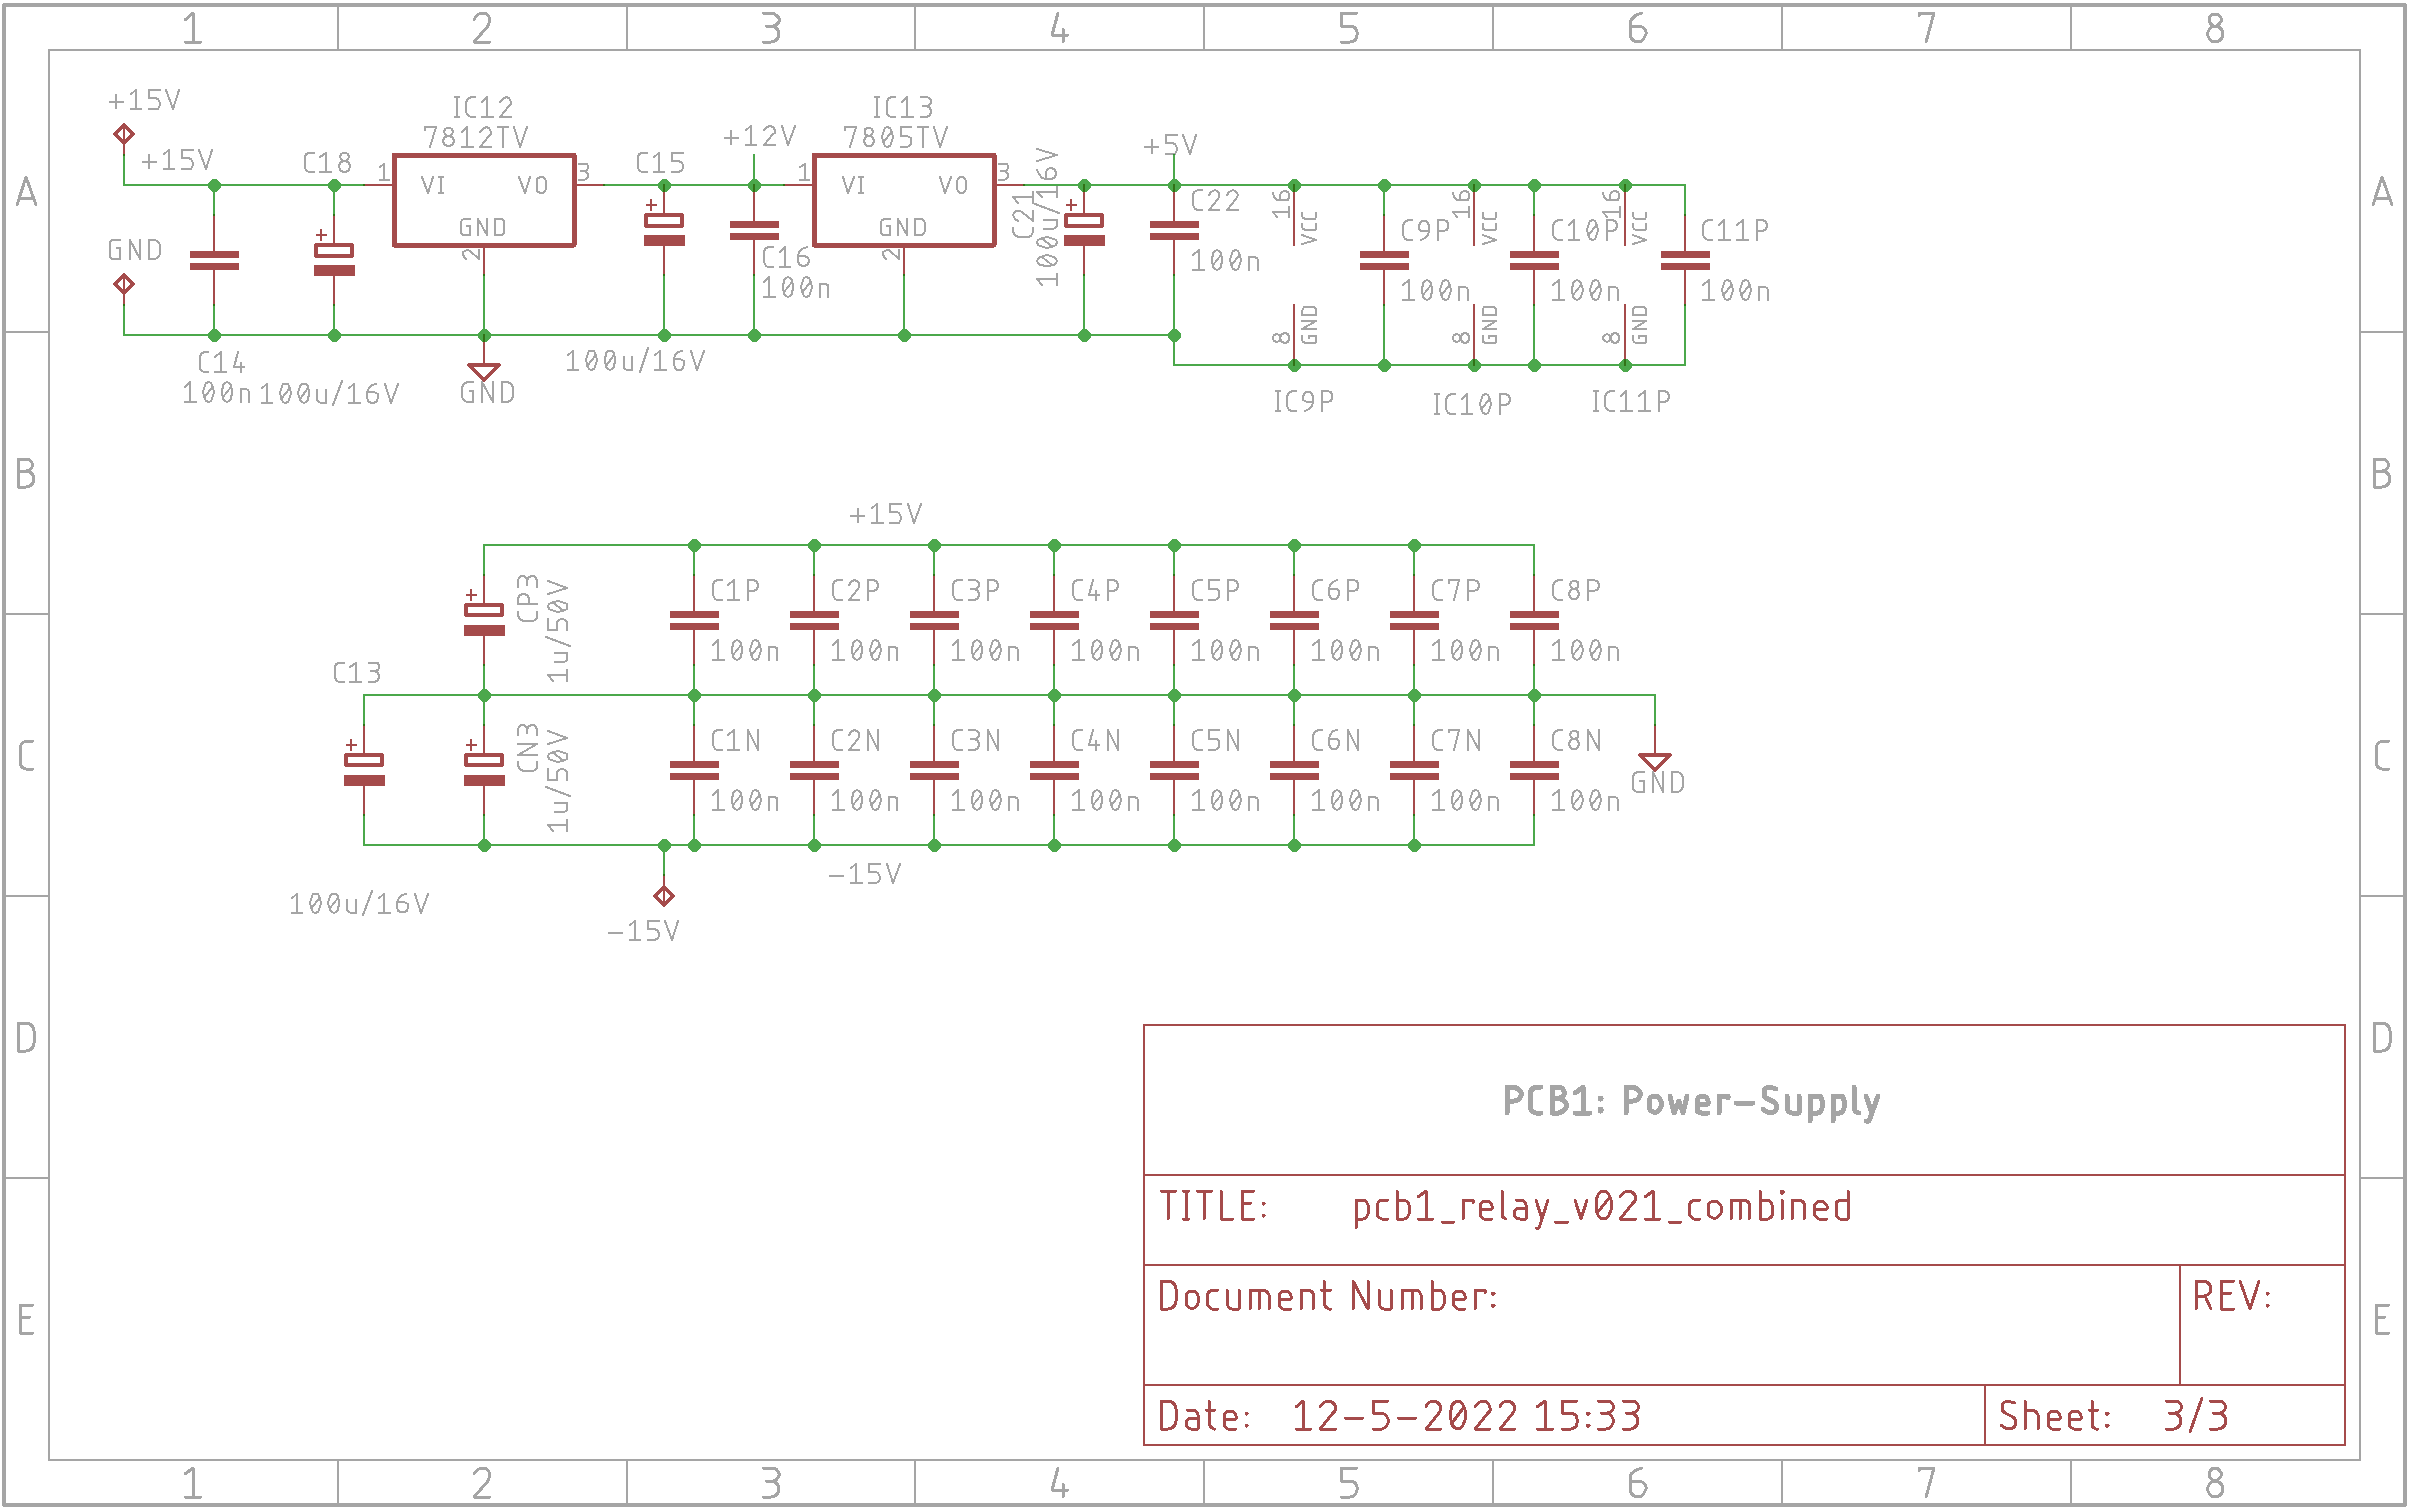 1 2 3 4 5 6 7 8
A A
B B
C C
D D
E E
+15V
+15V
GND
C14
100n
C18
100u/16V
IC12
7812TV
1 VI VO 3
GND
2
GND
C15
100u/16V
+12V
C16
100n
IC13
7805TV
1 VI VO 3
GND
2
C21
100u/16V
+5V
C22
100n
16 VCC
8 GND
IC9P
C9P
100n
16 VCC
8 GND
IC10P
C10P
100n
16 VCC
8 GND
IC11P
C11P
100n
+ + +
+15V
CP3
1u/50V
C1P C2P C3P C4P C5P C6P C7P C8P
100n 100n 100n 100n 100n 100n 100n 100n
C13
CN3
1u/50V
C1N C2N C3N C4N C5N C6N C7N C8N
100n 100n 100n 100n 100n 100n 100n 100n
+ + +
GND
-15V
100u/16V
-15V
PCB1: Power-Supply
TITLE: pcb1_relay_v021_combined
Document Number:
REV:
Date: 12-5-2022 15:33
Sheet: 3/3
1 2 3 4 5 6 7 8